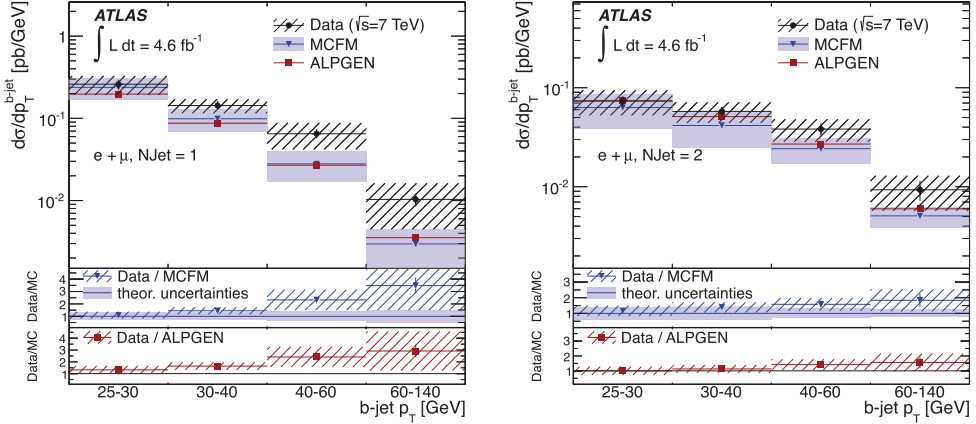 ATLAS
∫ L dt = 4.6 fb⁻¹
Data (√s=7 TeV)
MCFM
ALPGEN
e + μ, NJet = 1
dσ/dp_T^{b-jet} [pb/GeV]
1
10⁻¹
10⁻²
Data / MCFM
theor. uncertainties
Data/MC
4
3
2
1
Data / ALPGEN
Data/MC
4
3
2
1
25-30 30-40 40-60 60-140
b-jet p_T [GeV]
ATLAS
∫ L dt = 4.6 fb⁻¹
Data (√s=7 TeV)
MCFM
ALPGEN
e + μ, NJet = 2
dσ/dp_T^{b-jet} [pb/GeV]
1
10⁻¹
10⁻²
Data / MCFM
theor. uncertainties
Data/MC
3
2
1
Data / ALPGEN
Data/MC
3
2
1
25-30 30-40 40-60 60-140
b-jet p_T [GeV]